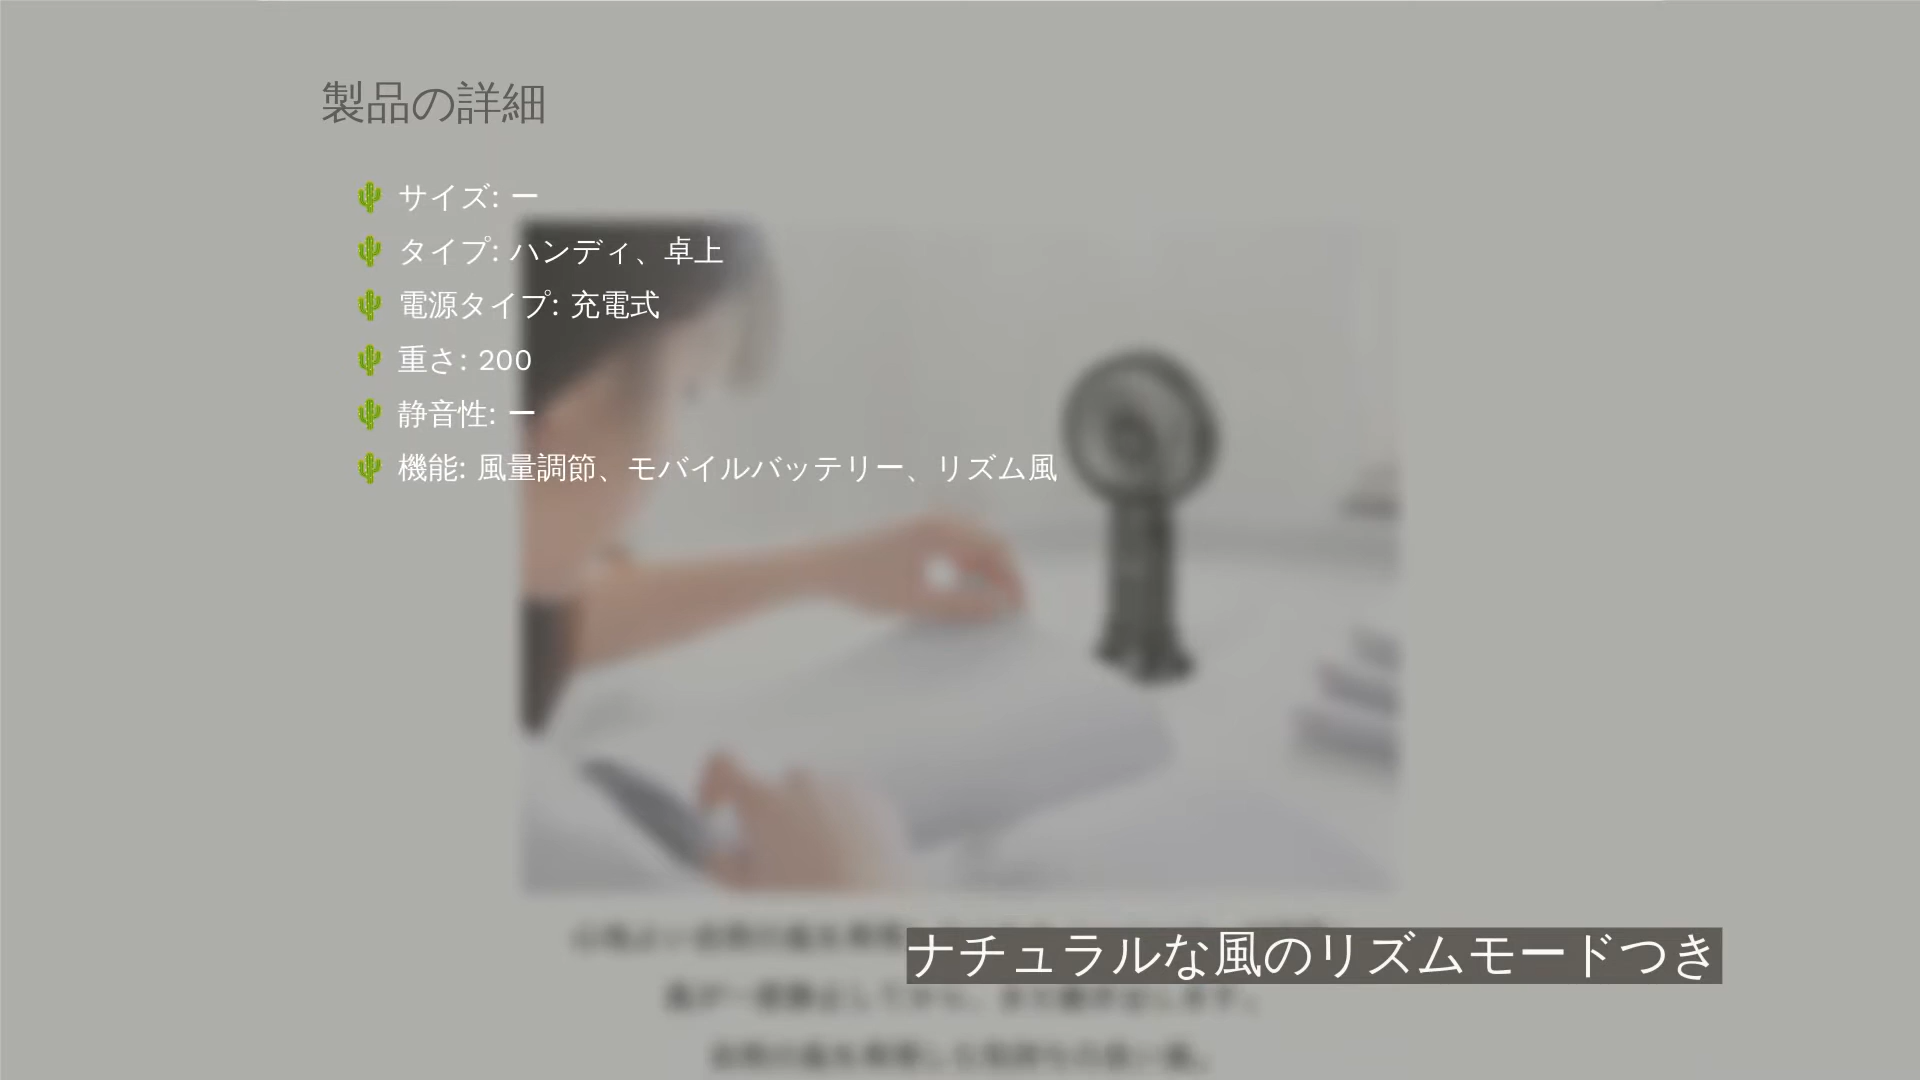 製品の詳細
サイズ: ー
タイプ: ハンディ、卓上
電源タイプ: 充電式
重さ: 200
静音性: ー
機能: 風量調節、モバイルバッテリー、リズム風
ナチュラルな風のリズムモードつき